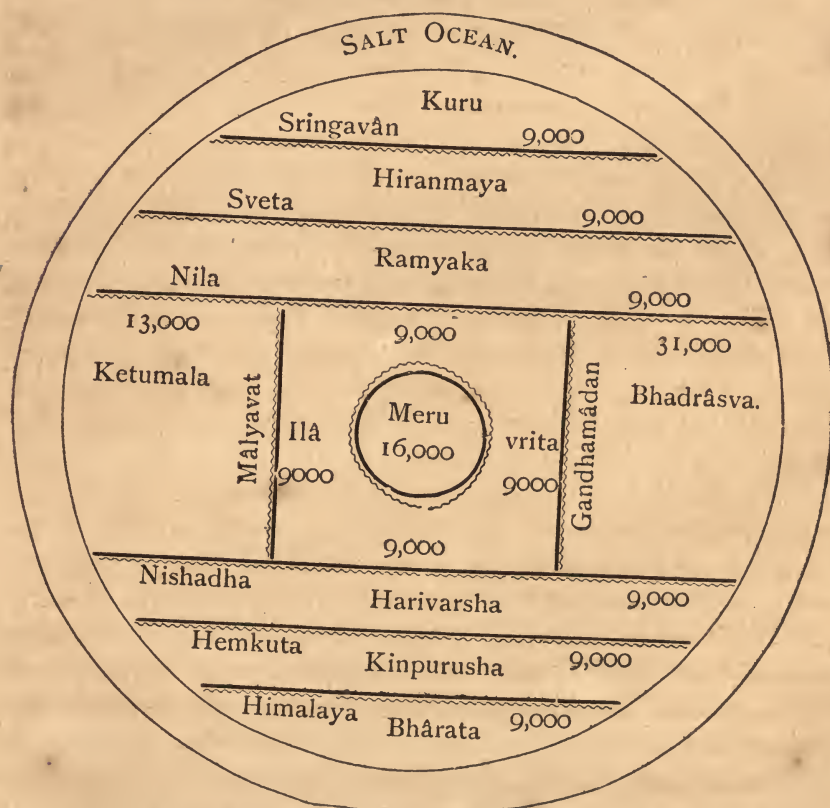 SALT OCEAN.
Kuru
Sringavân 9,000
Hiranmaya
Sveta 9,000
Ramyaka
Nila 9,000
13,000 9,000 31,000
Ketumala
Mâlyavat
Ilâ
9000
Meru
16,000
vrita
9000
Gandhamâdan
Bhadrâsva.
9,000
Nishadha
Harivarsha 9,000
Hemkuta
Kinpurusha 9,000
Himalaya
Bhârata 9,000